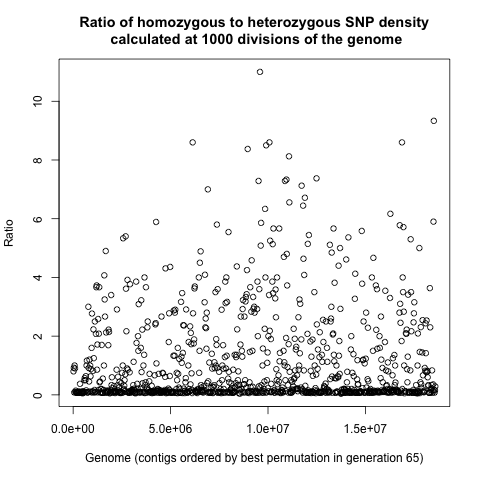 Ratio of homozygous to heterozygous SNP density
calculated at 1000 divisions of the genome
Ratio
10
8
6
4
2
0
0.0e+00 5.0e+06 1.0e+07 1.5e+07
Genome (contigs ordered by best permutation in generation 65)